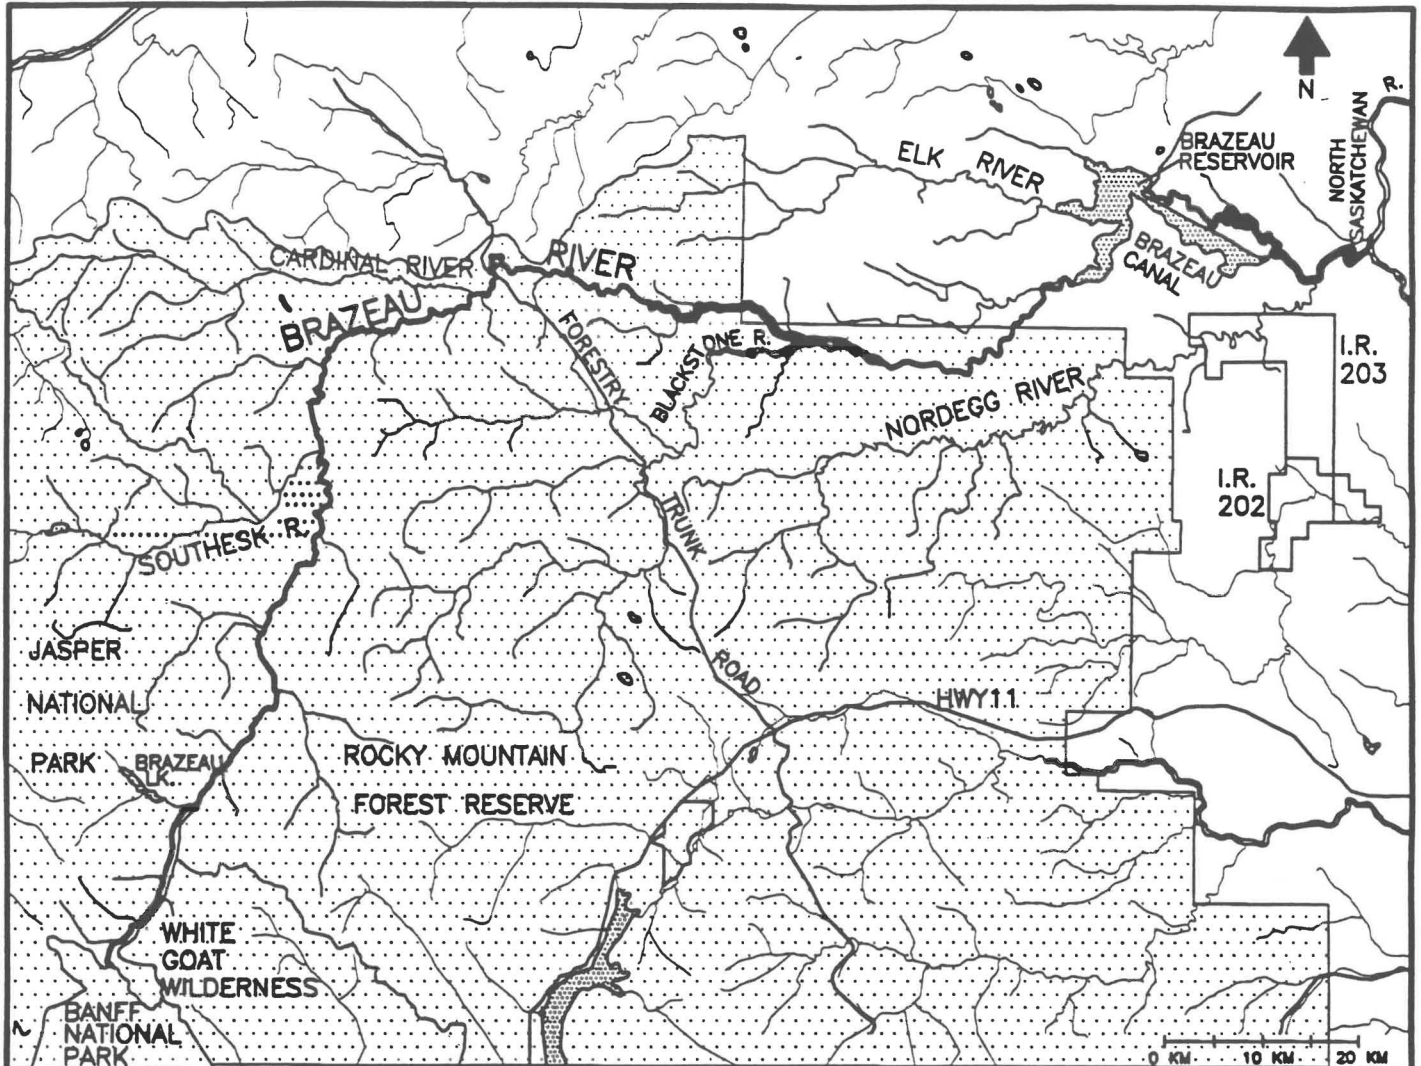 R.
N
NORTH
SASKATCHEWAN
BRAZEAU
RESERVOIR
ELK RIVER
BRAZEAU
CANAL
CARDINAL RIVER
RIVER
BRAZEAU
FORESTRY
BLACKSTONE R.
I.R.
203
NORDEGG RIVER
I.R.
202
TRUNK
SOUTHESK R.
JASPER
NATIONAL
PARK
ROAD
HWY 11
BRAZEAU
LK.
ROCKY MOUNTAIN
FOREST RESERVE
WHITE
GOAT
WILDERNESS
BANFF
NATIONAL
PARK
0 KM 10 KM 20 KM